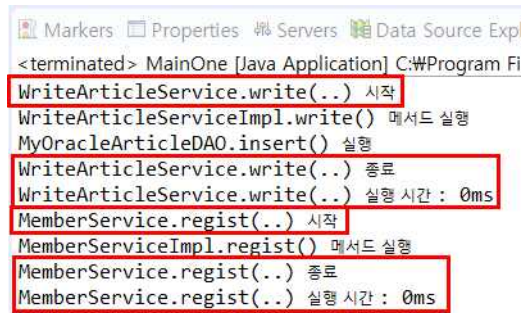 Markers Properties Servers Data Source Expl
<terminated> MainOne [Java Application] C:₩Program Fi
WriteArticleService.write(..) 시작
WriteArticleServiceImpl.write() 메서드 실행
MyOracleArticleDAO.insert() 실행
WriteArticleService.write(..) 종료
WriteArticleService.write(..) 실행 시간 : 0ms
MemberService.regist(..) 시작
MemberServiceImpl.regist() 메서드 실행
MemberService.regist(..) 종료
MemberService.regist(..) 실행 시간 : 0ms